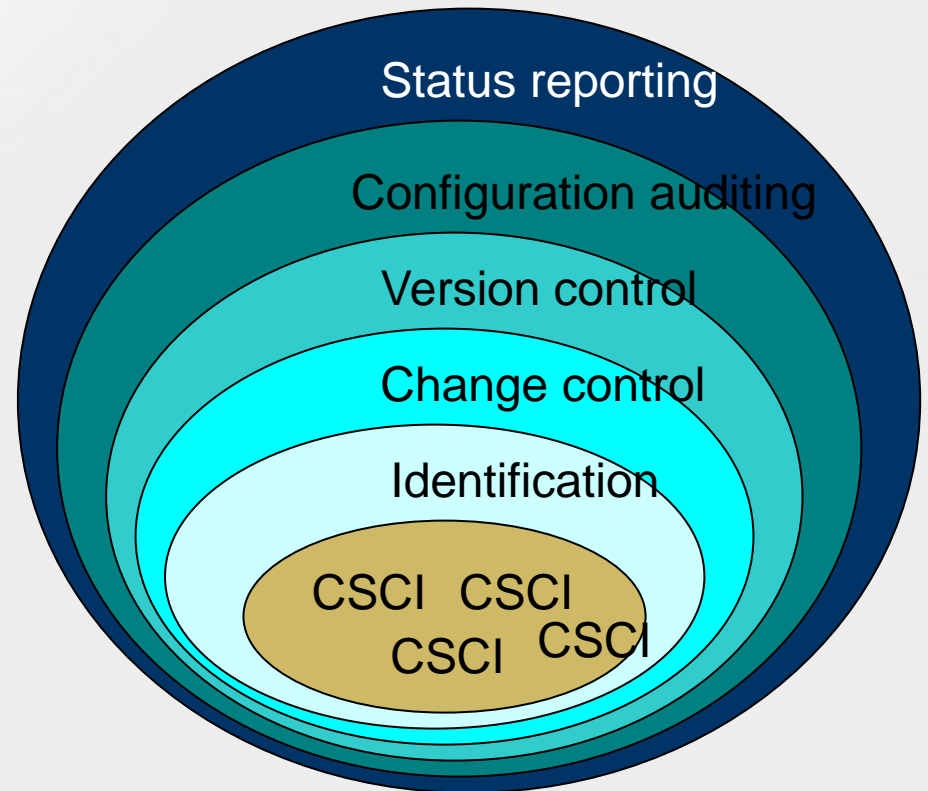 Status reporting
Configuration auditing
Version control
Change control
Identification
CSCI CSCI
CSCI CSCI